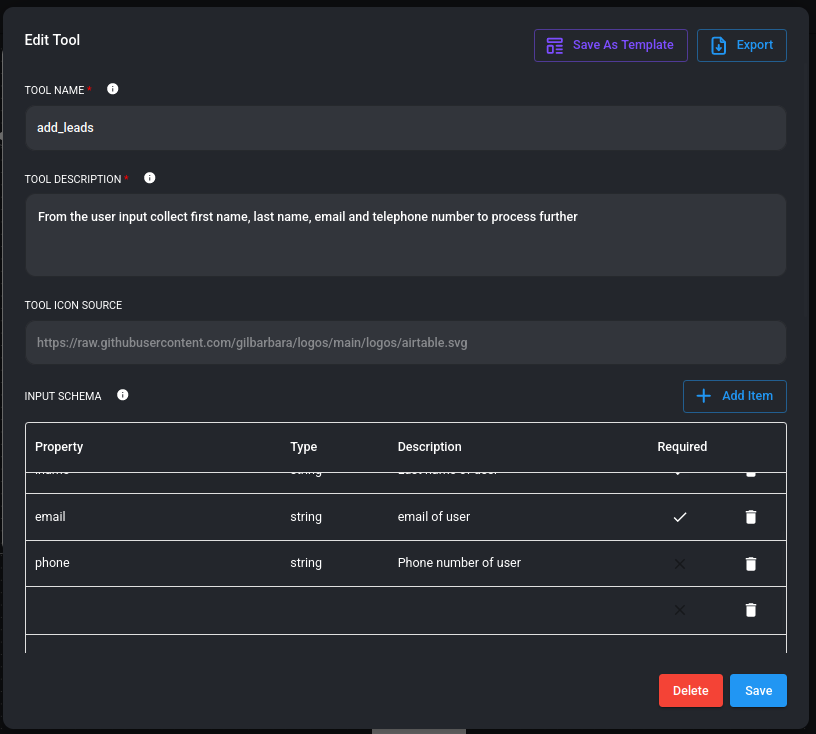 Edit Tool
Save As Template
Export
TOOL NAME *
add_leads
TOOL DESCRIPTION *
From the user input collect first name, last name, email and telephone number to process further
TOOL ICON SOURCE
https://raw.githubusercontent.com/gilbarbara/logos/main/logos/airtable.svg
INPUT SCHEMA
Add Item
Property Type Description Required
email string email of user
phone string Phone number of user
Delete
Save